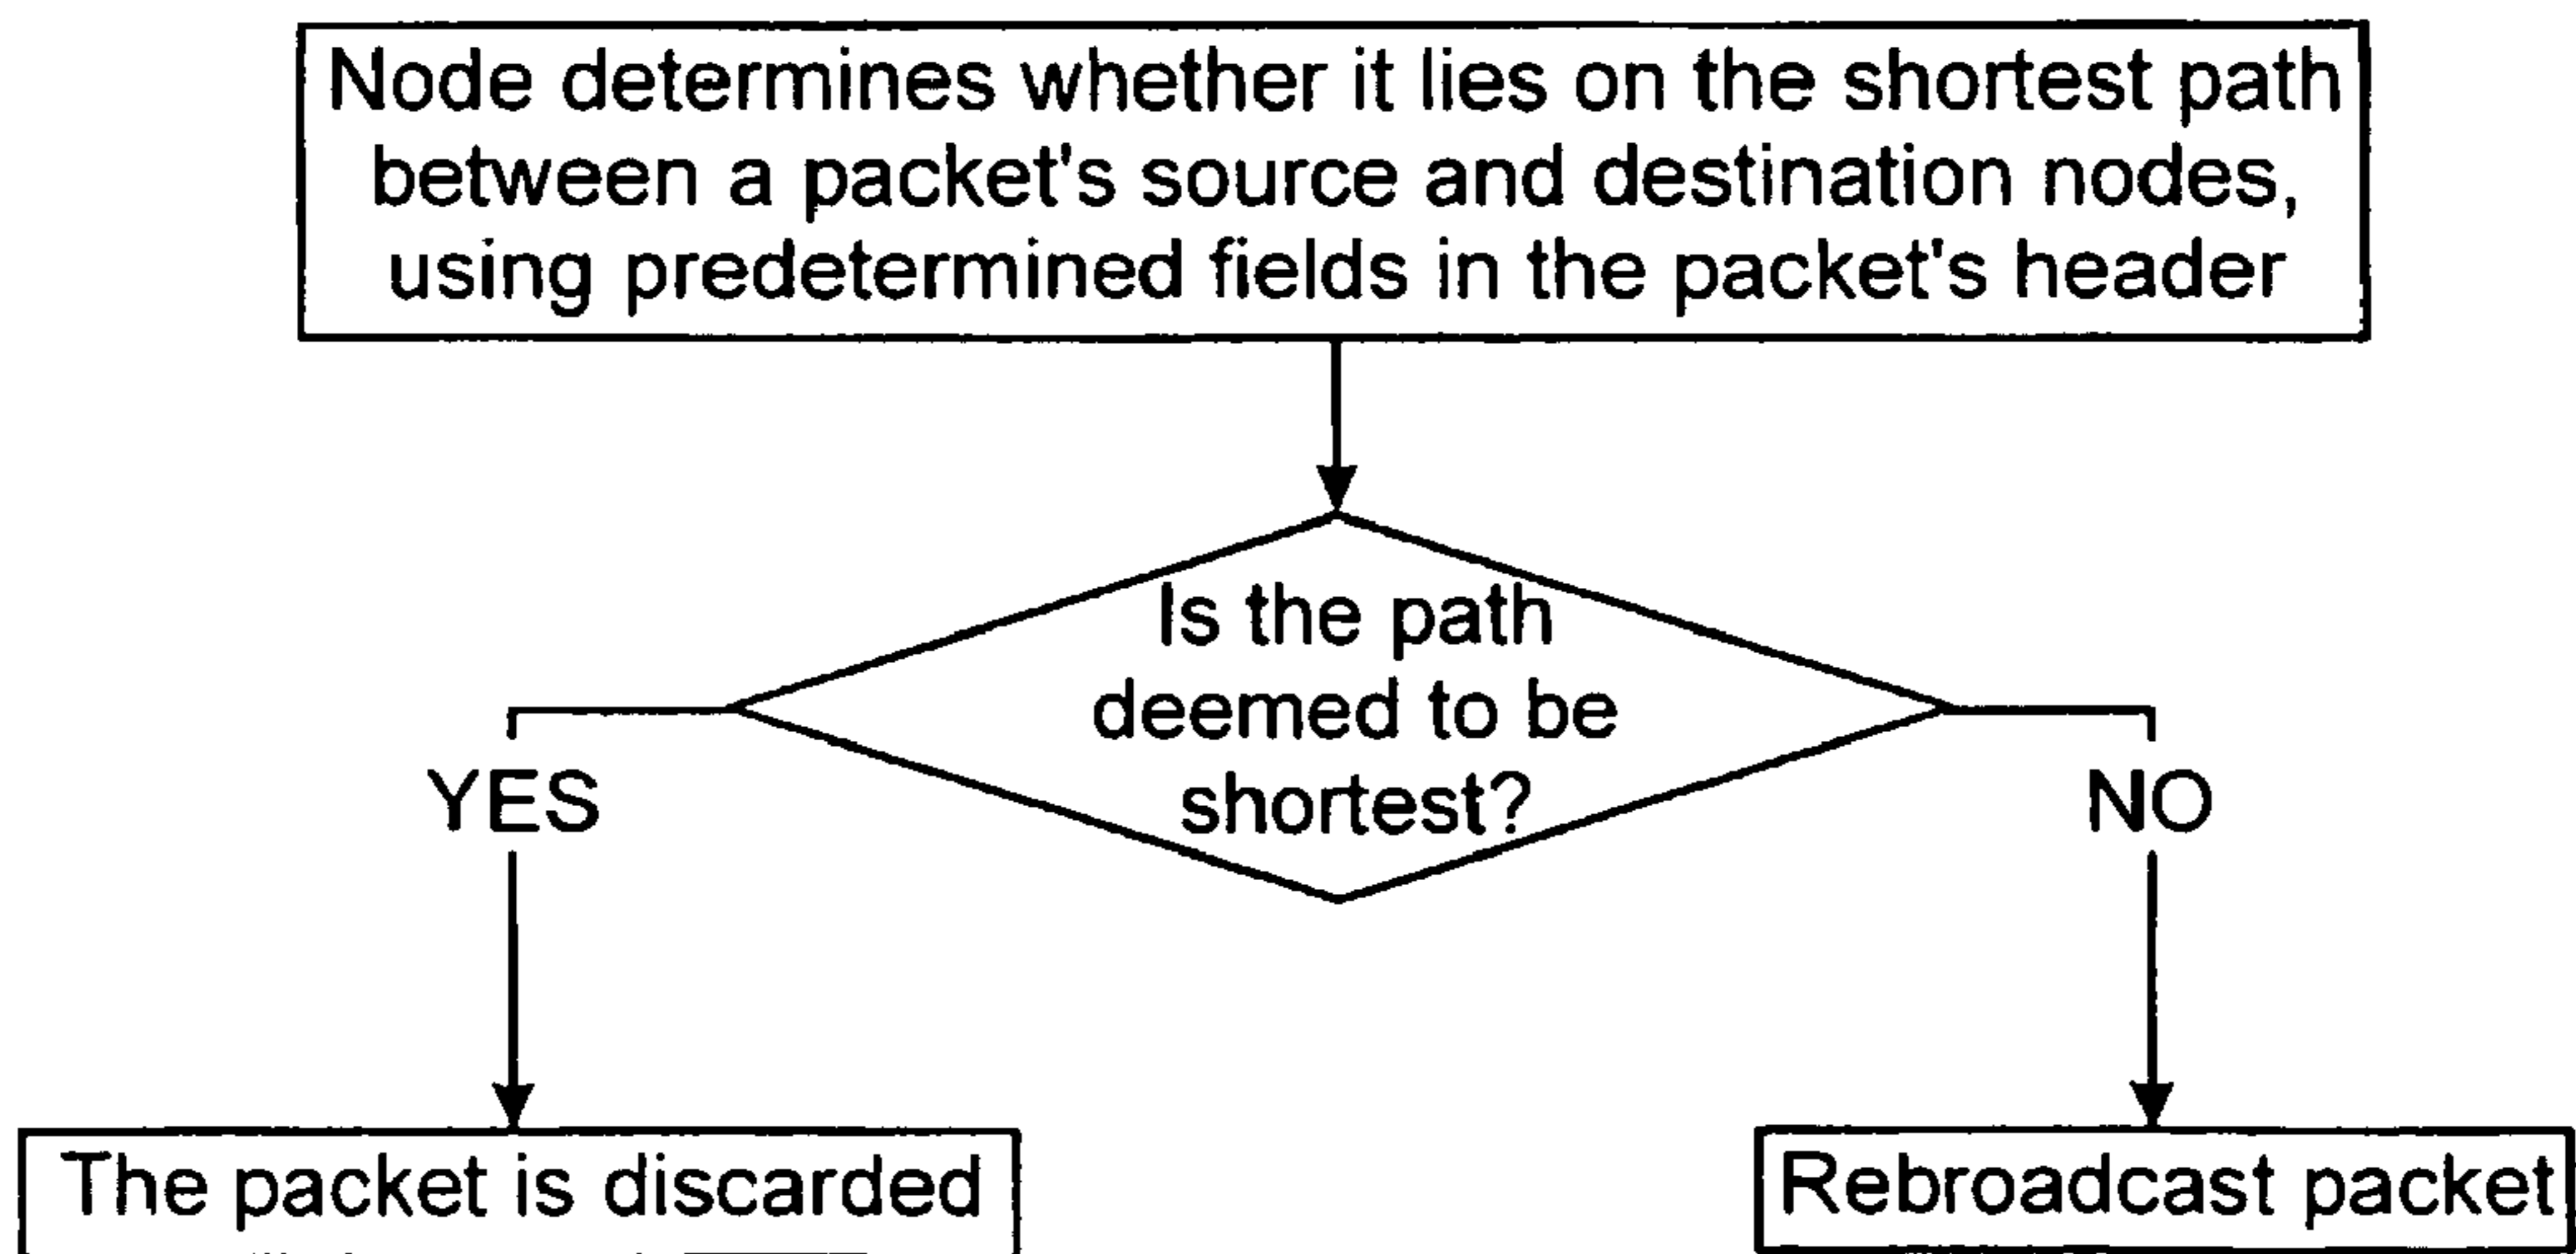 Node determines whether it lies on the shortest path
between a packet's source and destination nodes,
using predetermined fields in the packet's header
Is the path
deemed to be
shortest?
YES
NO
The packet is discarded
Rebroadcast packet